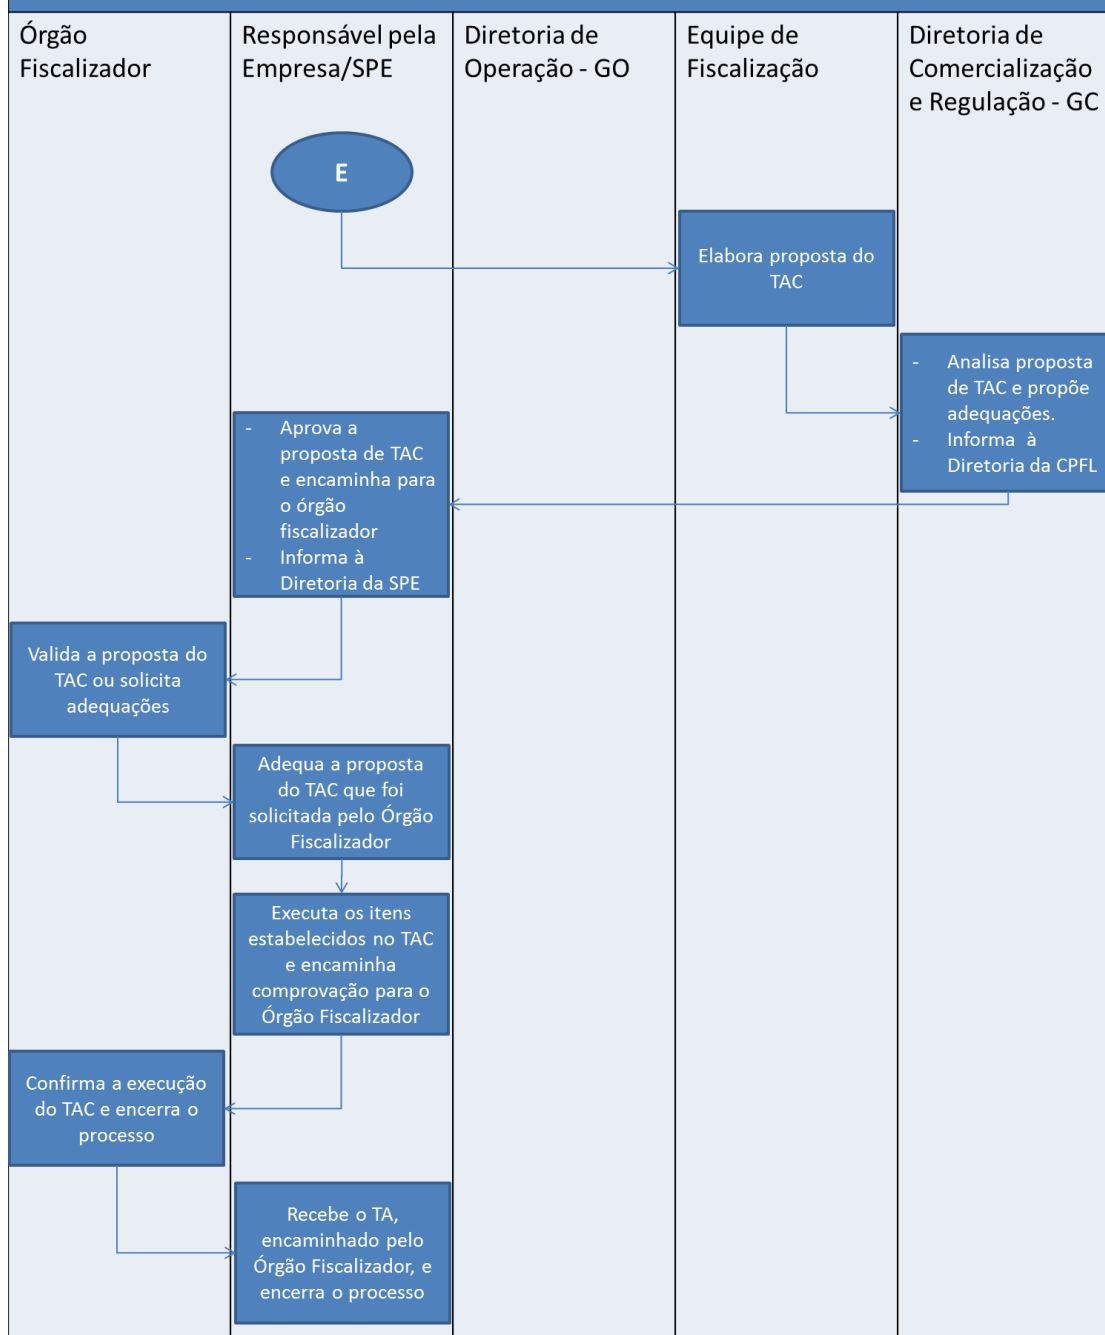 Órgão
Fiscalizador
Responsável pela
Empresa/SPE
Diretoria de
Operação - GO
Equipe de
Fiscalização
Diretoria de
Comercialização
e Regulação - GC
E
Elabora proposta do
TAC
- Analisa proposta
de TAC e propõe
adequações.
- Informa à
Diretoria da CPFL
- Aprova a
proposta de TAC
e encaminha para
o órgão
fiscalizador
- Informa à
Diretoria da SPE
Valida a proposta do
TAC ou solicita
adequações
Adequa a proposta
do TAC que foi
solicitada pelo Órgão
Fiscalizador
Executa os itens
estabelecidos no TAC
e encaminha
comprovação para o
Órgão Fiscalizador
Confirma a execução
do TAC e encerra o
processo
Recebe o TA,
encaminhado pelo
Órgão Fiscalizador, e
encerra o processo